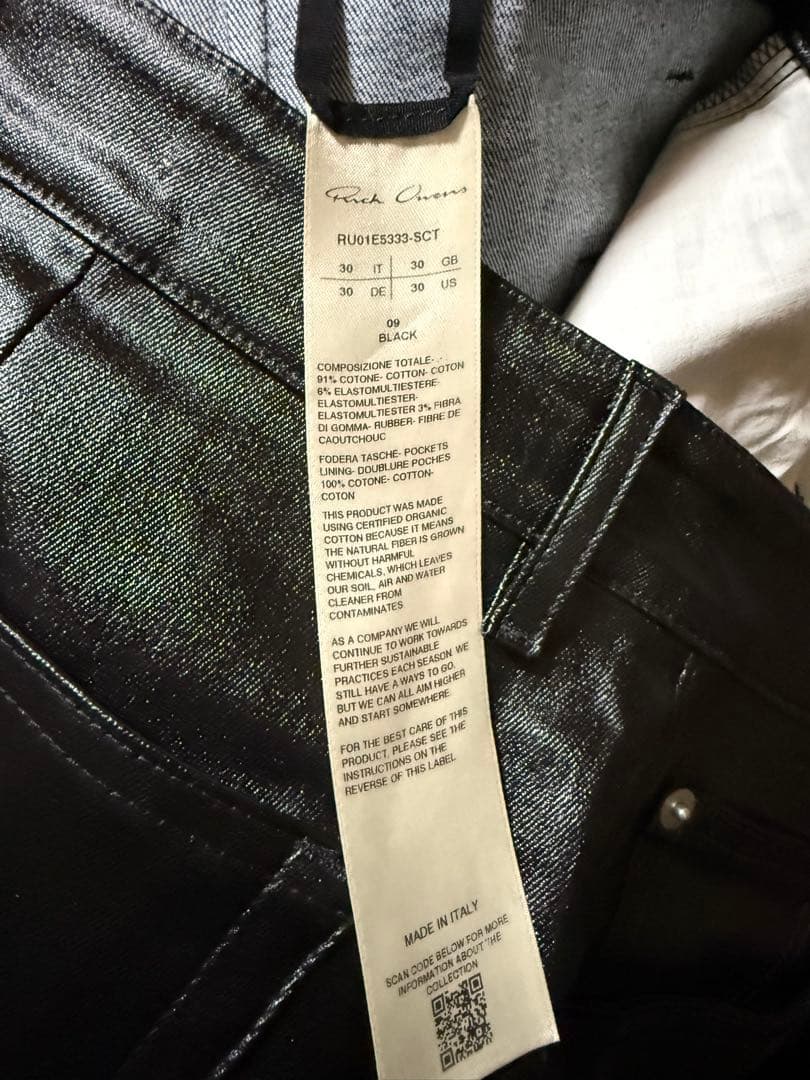 Rick Owens
RU01E5333-SCT
30 IT 30 GB
30 DE 30 US
09
BLACK
COMPOSIZIONE TOTALE-
91% COTONE- COTTON- COTON
6% ELASTOMULTIESTERE-
ELASTOMULTIESTER-
ELASTOMULTIESTER 3% FIBRA
DI GOMMA- RUBBER- FIBRE DE
CAOUTCHOUC
FODERA TASCHE- POCKETS
LINING- DOUBLURE POCHES
100% COTONE- COTTON-
COTON
THIS PRODUCT WAS MADE
USING CERTIFIED ORGANIC
COTTON BECAUSE IT MEANS
THE NATURAL FIBER IS GROWN
WITHOUT HARMFUL
CHEMICALS, WHICH LEAVES
OUR SOIL, AIR AND WATER
CLEANER FROM
CONTAMINATES
AS A COMPANY WE WILL
CONTINUE TO WORK TOWARDS
FURTHER SUSTAINABLE
PRACTICES EACH SEASON. WE
STILL HAVE A WAYS TO GO,
BUT WE CAN ALL AIM HIGHER
AND START SOMEWHERE
FOR THE BEST CARE OF THIS
PRODUCT, PLEASE SEE THE
INSTRUCTIONS ON THE
REVERSE OF THIS LABEL
MADE IN ITALY
SCAN CODE BELOW FOR MORE
INFORMATION ABOUT THE
COLLECTION